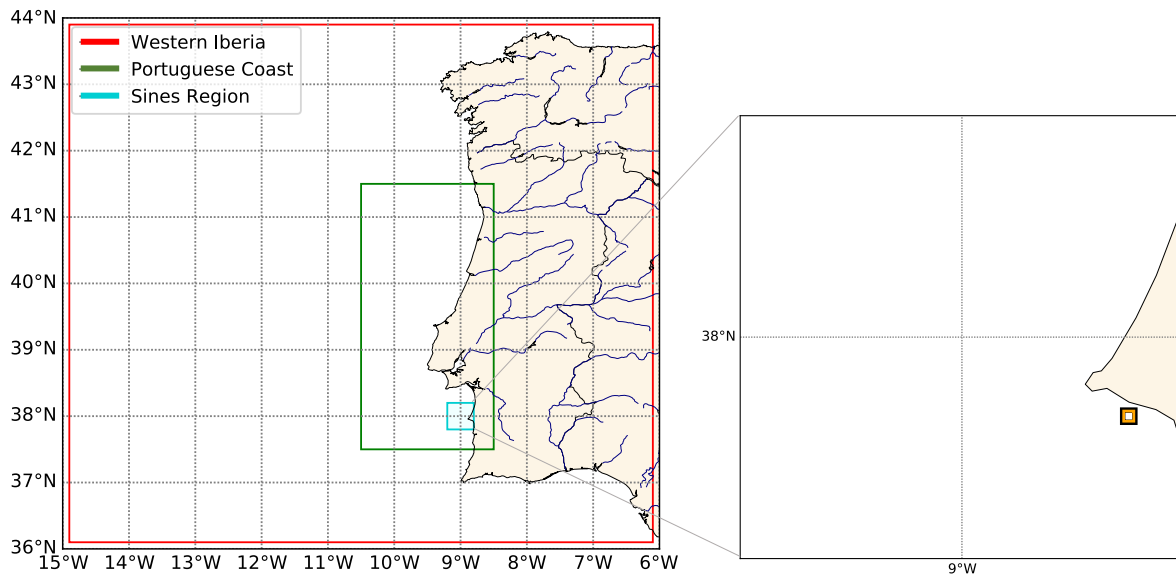 44°N
Western Iberia
Portuguese Coast
Sines Region
43°N
42°N
41°N
40°N
39°N
38°N
37°N
36°N
15°W 14°W 13°W 12°W 11°W 10°W 9°W 8°W 7°W 6°W
38°N
9°W